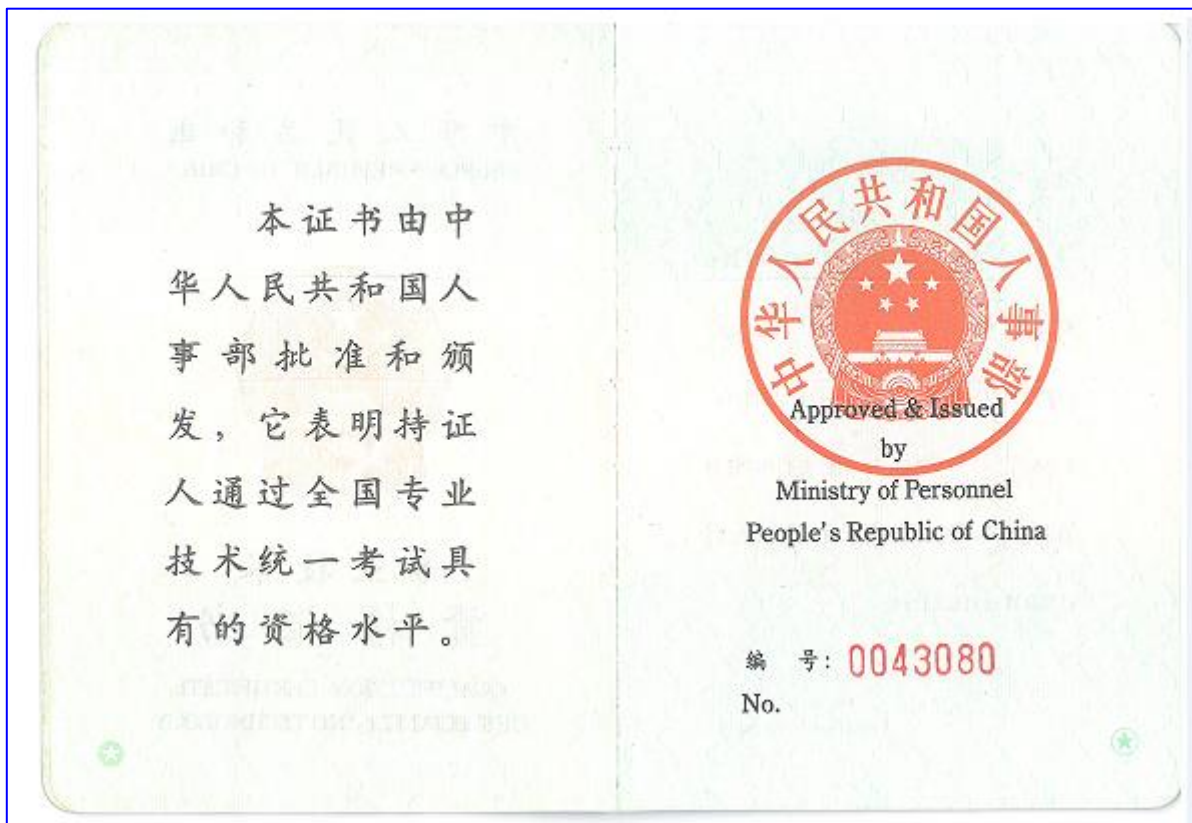 本证书由中
华人民共和国人
事部批准和颁
发，它表明持证
人通过全国专业
技术统一考试具
有的资格水平。
中华人民共和国人事部
Approved & Issued
by
Ministry of Personnel
People's Republic of China
编 号: 0043080
No.